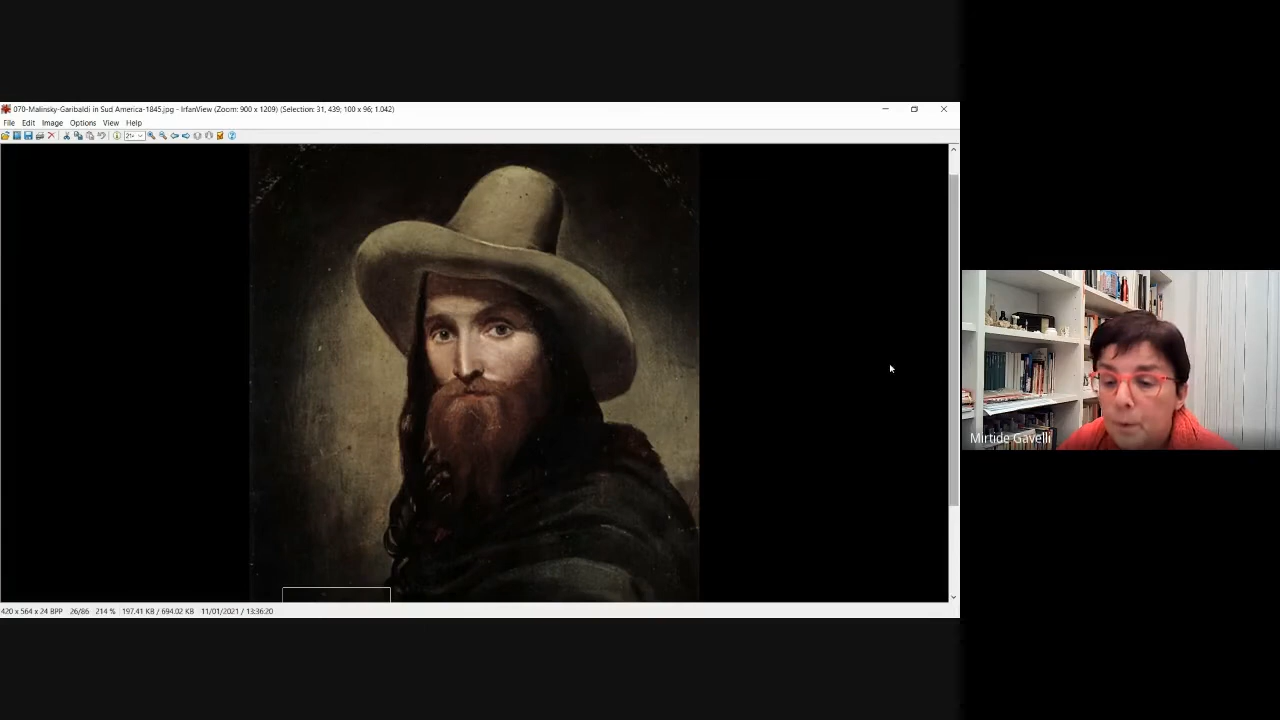 070-Malinsky-Garibaldi in Sud America-1845.jpg - IrfanView (Zoom: 900 x 1209) (Selection: 31, 439; 100 x 96; 1.042)
File Edit Image Options View Help
21
Mirtide Gavelli
420 x 564 x 24 BPP 26/86 214 % 197.41 KB / 694.02 KB 11/01/2021 / 13:36:20